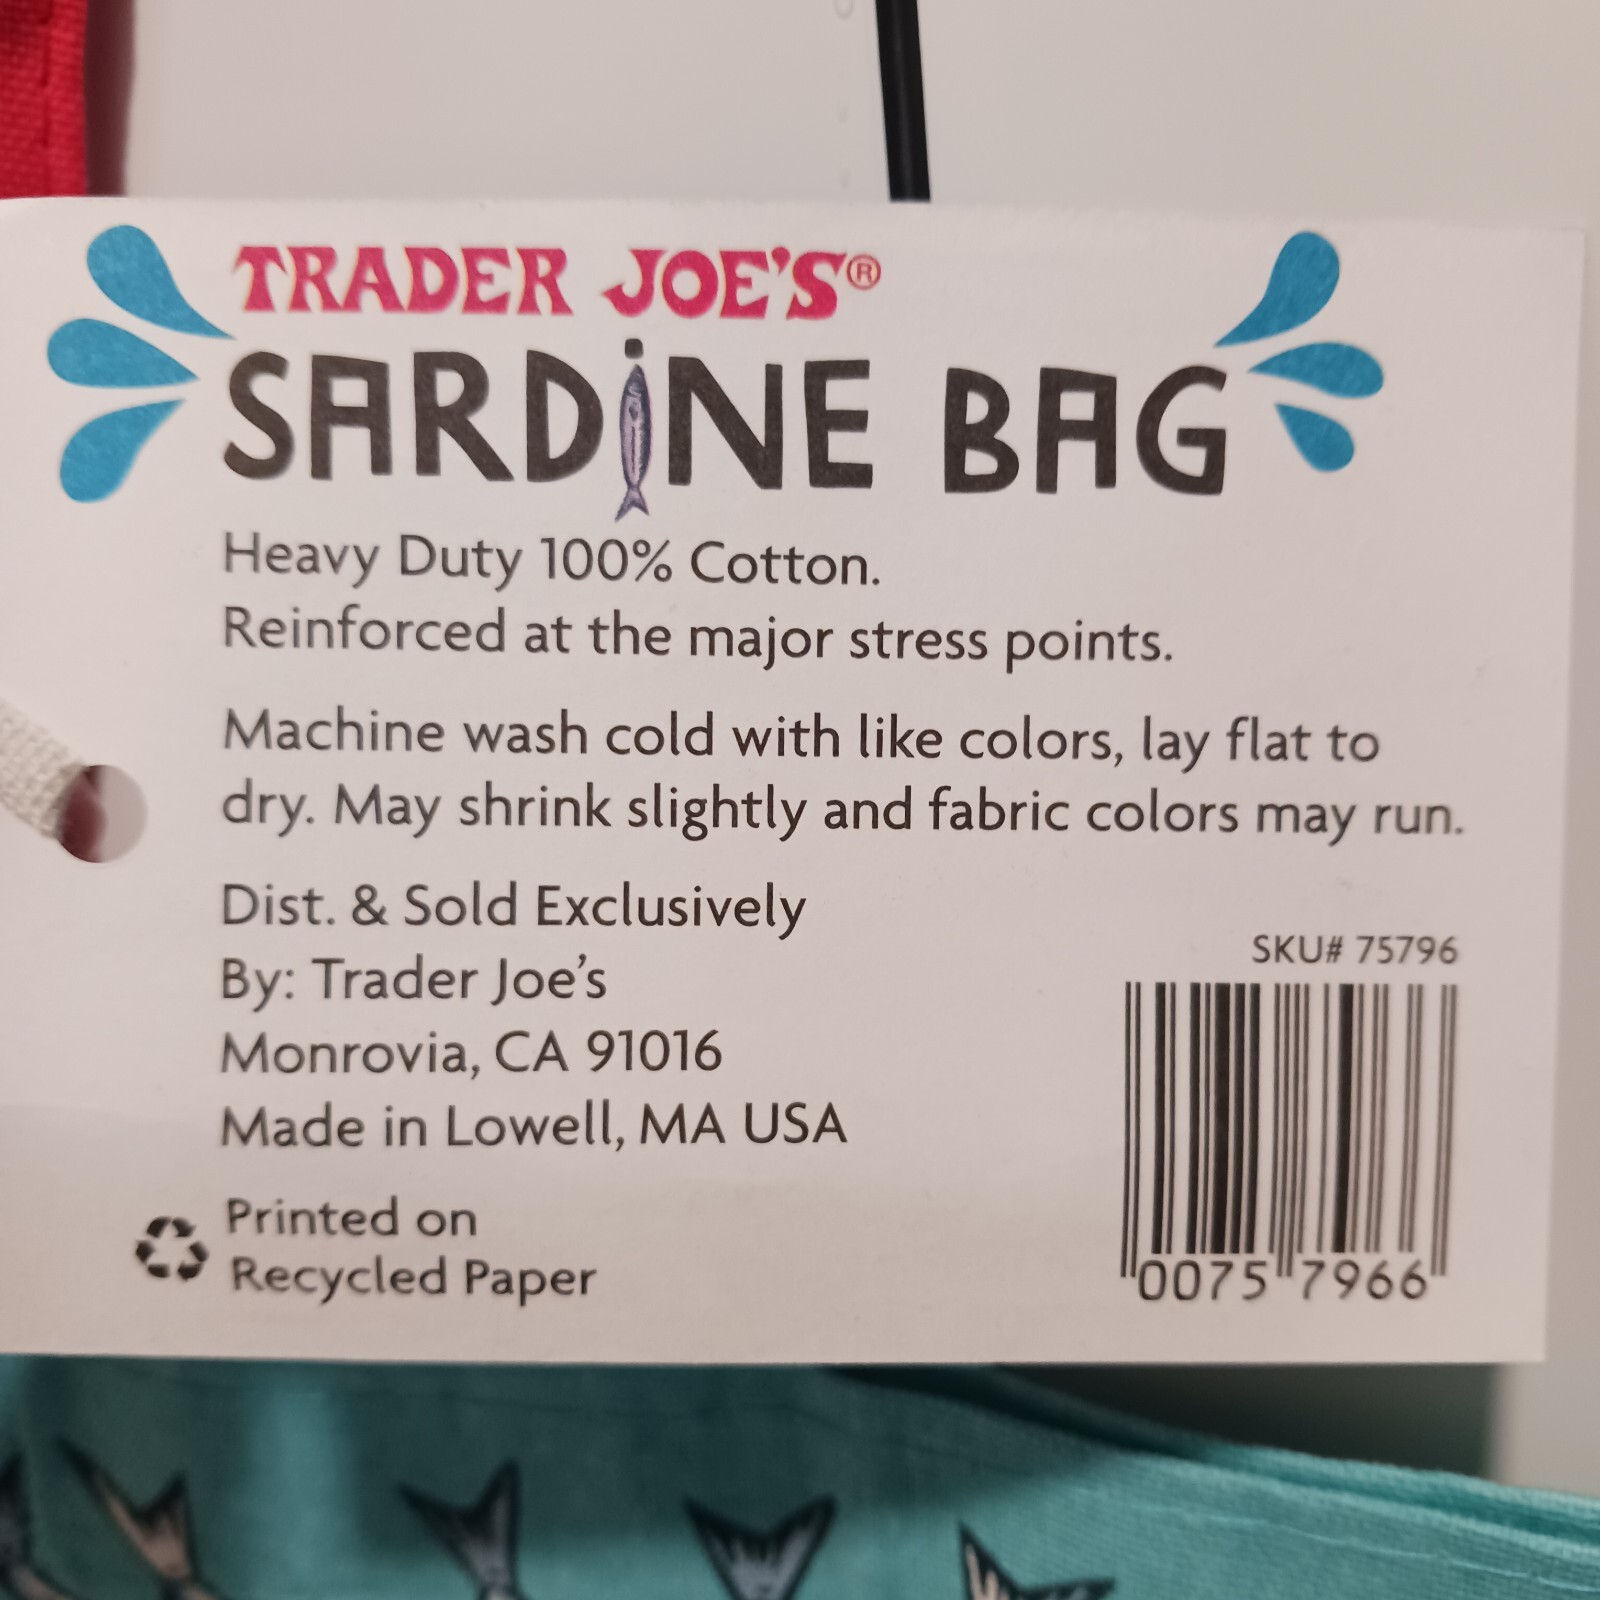 TRADER JOE'S®
SARDINE BAG
Heavy Duty 100% Cotton.
Reinforced at the major stress points.
Machine wash cold with like colors, lay flat to
dry. May shrink slightly and fabric colors may run.
Dist. & Sold Exclusively
By: Trader Joe's
Monrovia, CA 91016
Made in Lowell, MA USA
Printed on
Recycled Paper
SKU# 75796
0075 7966